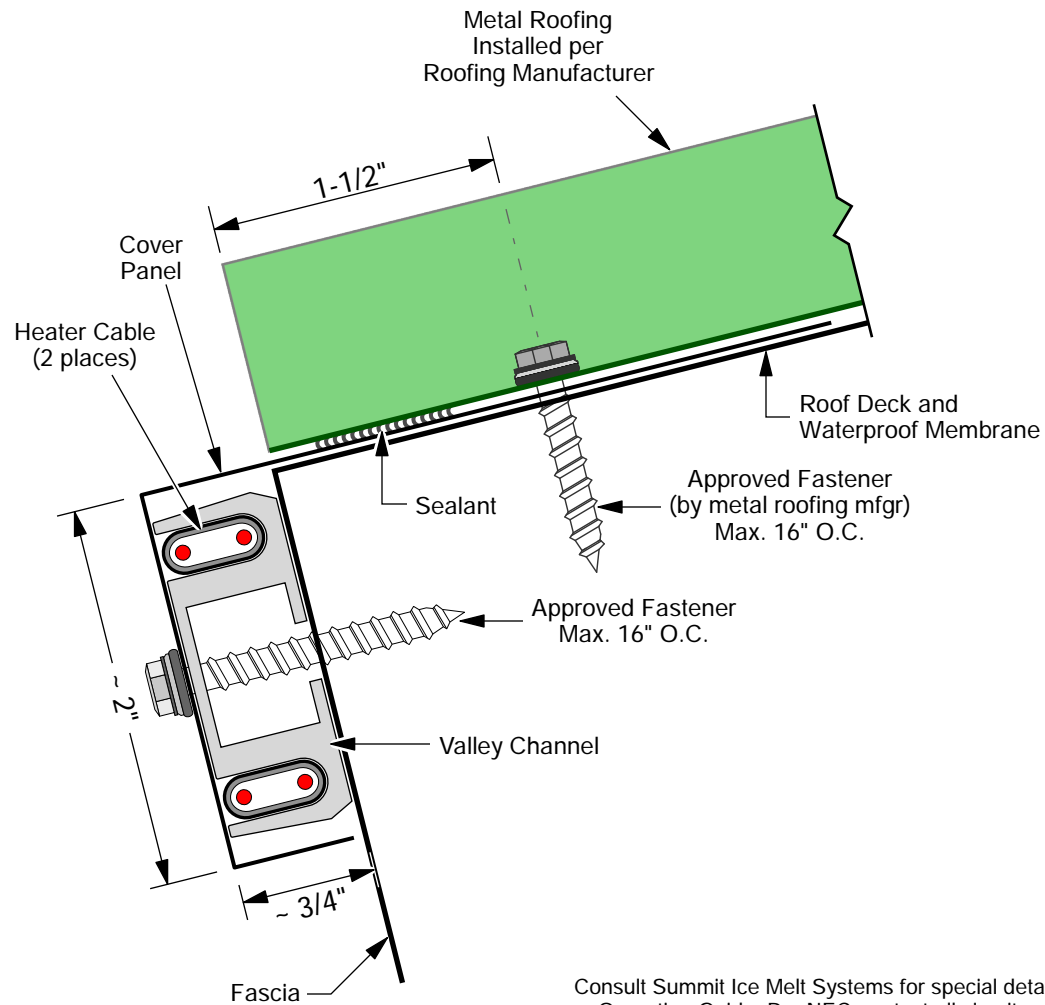 Metal Roofing
Installed per
Roofing Manufacturer
1-1/2"
Cover
Panel
Heater Cable
(2 places)
Roof Deck and
Waterproof Membrane
Sealant
Approved Fastener
(by metal roofing mfgr)
Max. 16" O.C.
Approved Fastener
Max. 16" O.C.
~ 2"
Valley Channel
~ 3/4"
Fascia
Consult Summit Ice Melt Systems for special deta